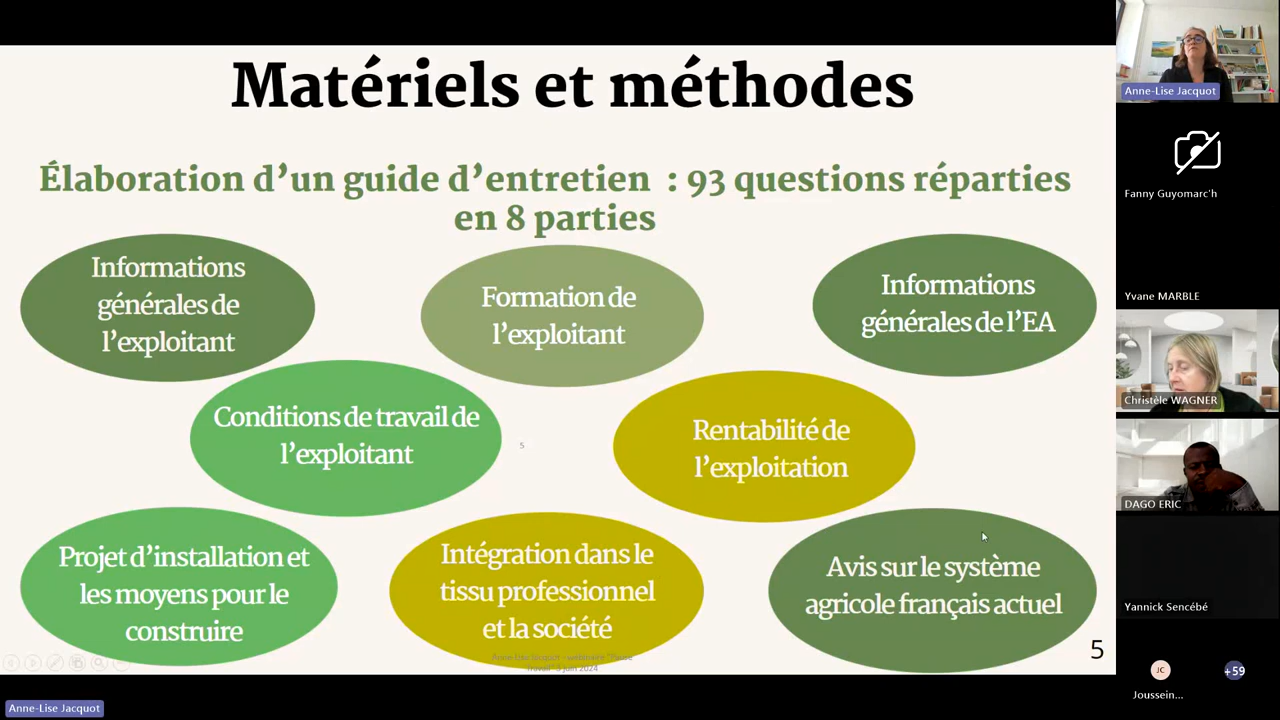 Matériels et méthodes
Élaboration d’un guide d’entretien : 93 questions réparties
en 8 parties
Informations
générales de
l’exploitant
Formation de
l’exploitant
Informations
générales de l’EA
Conditions de travail de
l’exploitant
5
Rentabilité de
l’exploitation
Projet d’installation et
les moyens pour le
construire
Intégration dans le
tissu professionnel
et la société
Avis sur le système
agricole français actuel
5
Anne-Lise Jacquot
Anne-Lise Jacquot
Fanny Guyomarc'h
Yvane MARBLE
Christèle WAGNER
DAGO ERIC
Yannick Sencébé
JC
+59
Joussein...